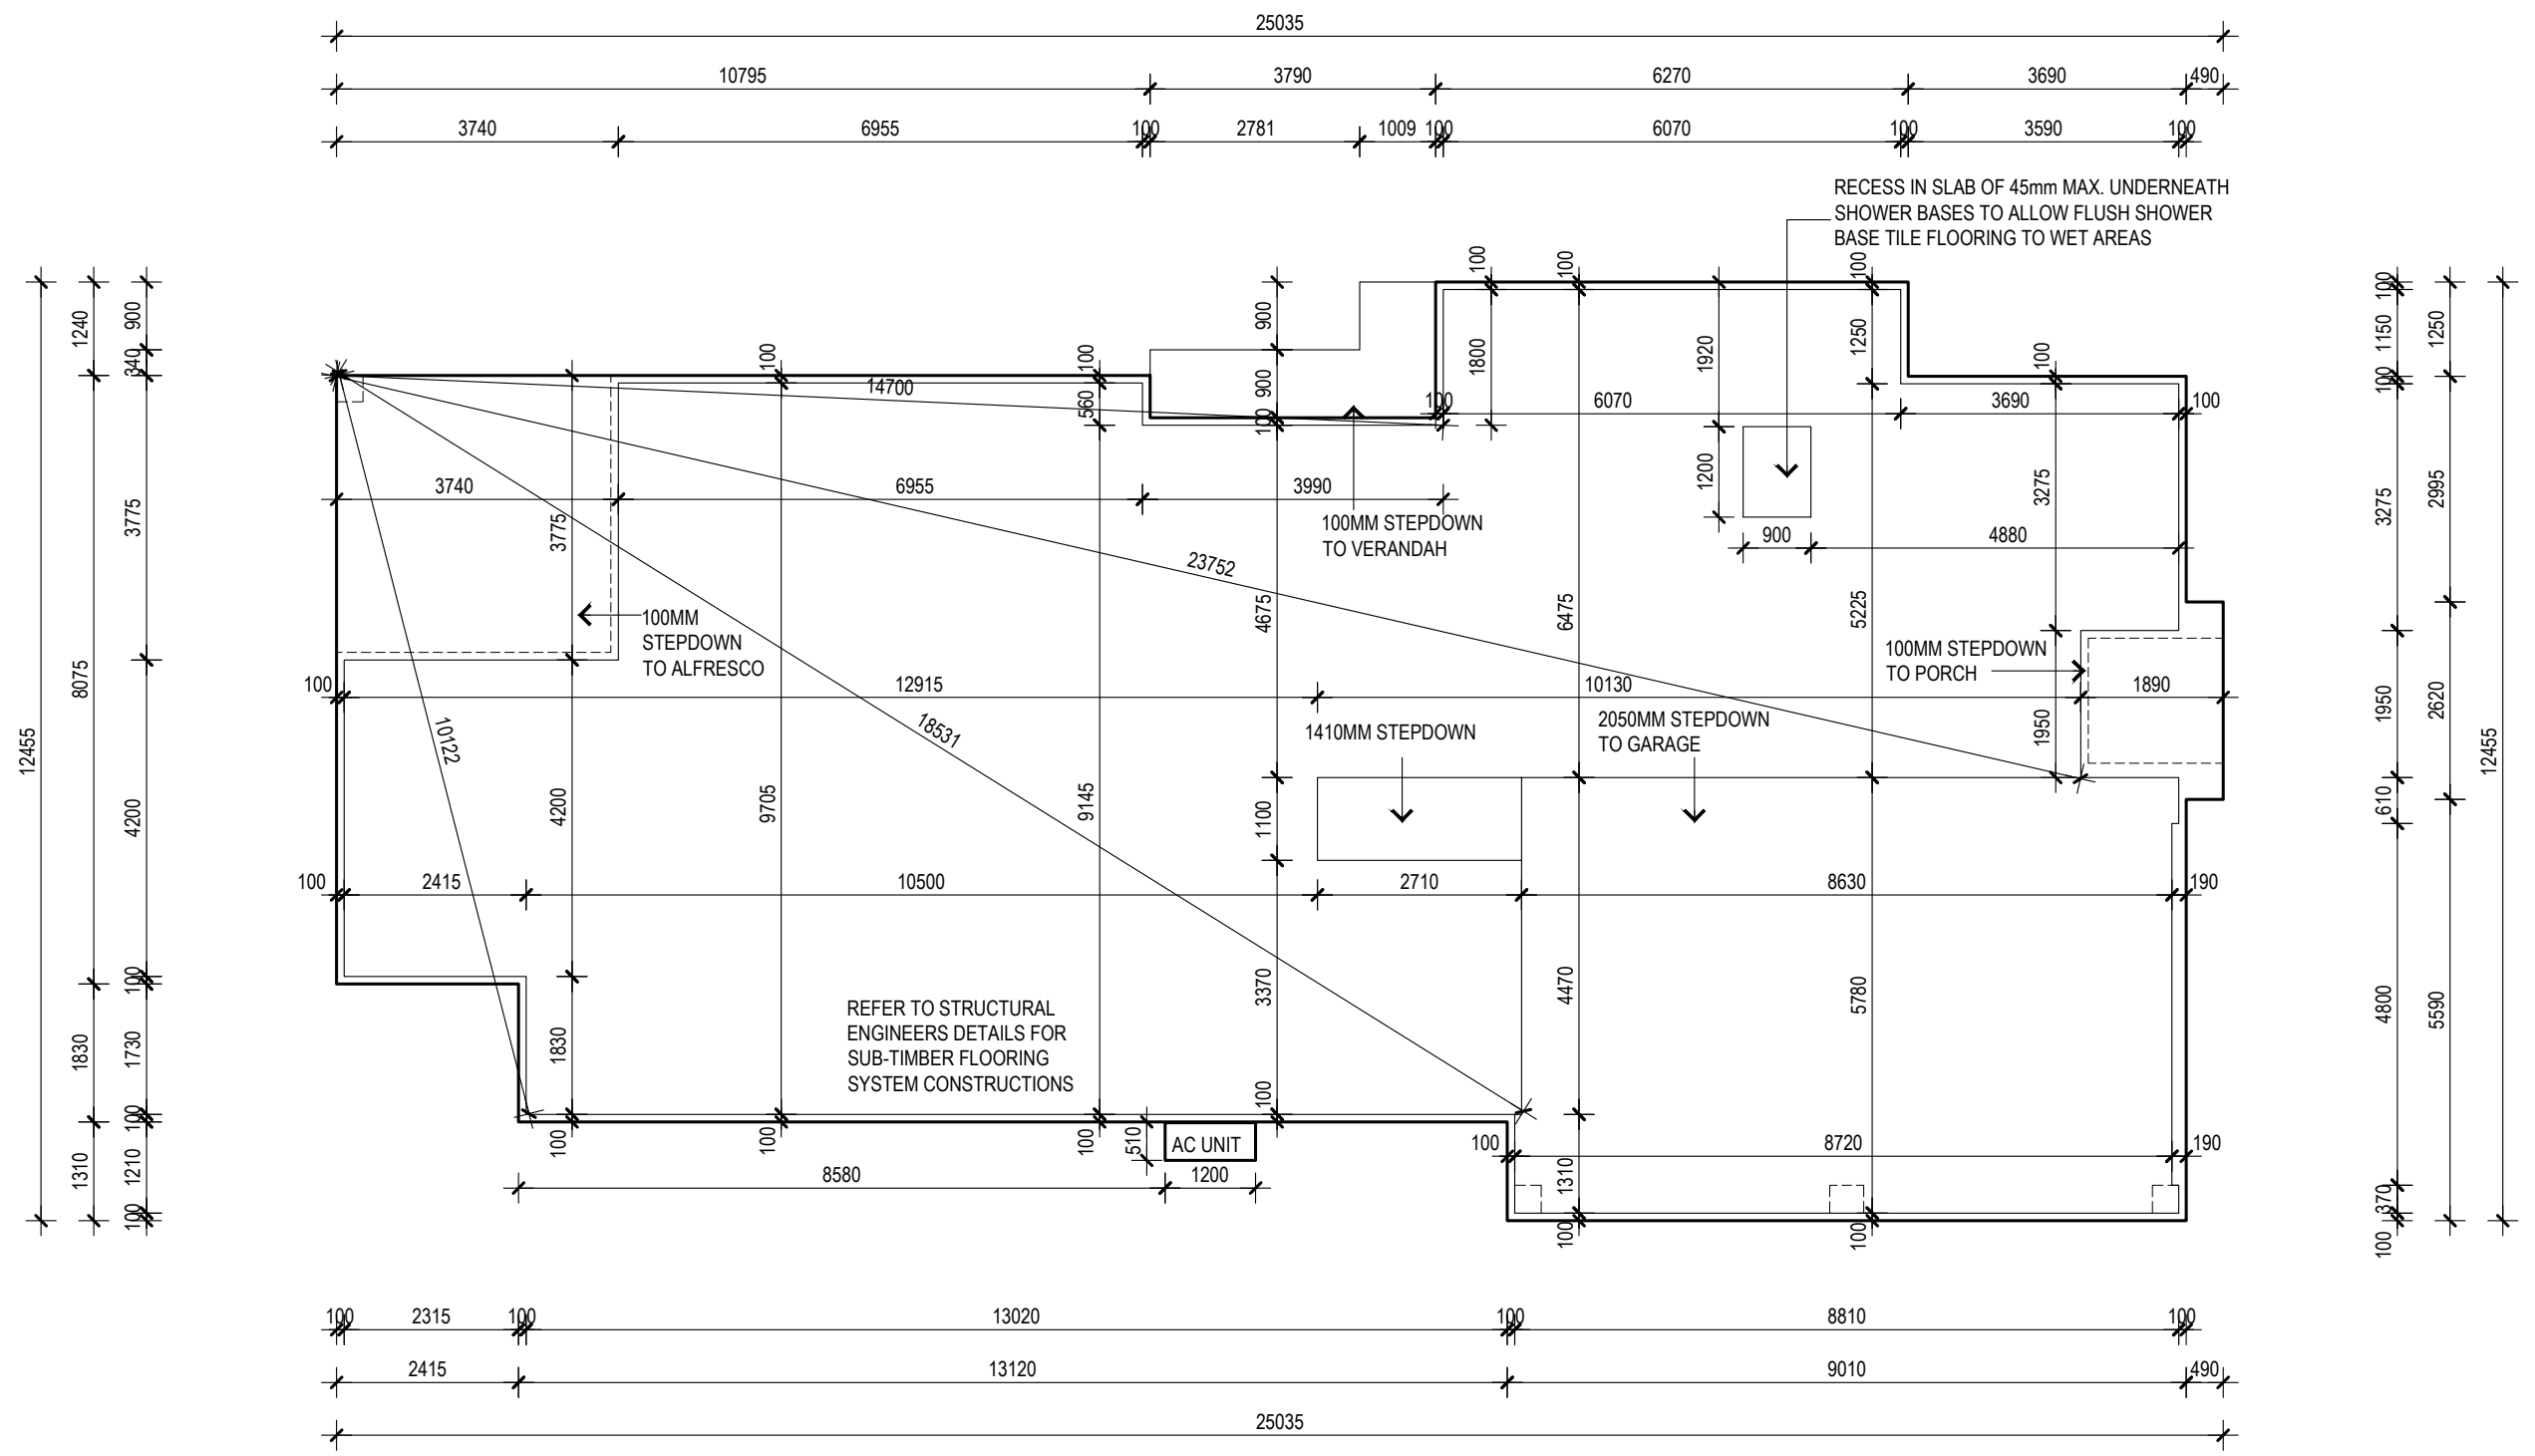 25035
10795 3790 6270 3690 490
3740 6955 100 2781 1009 100 6070 100 3590 100
RECESS IN SLAB OF 45mm MAX. UNDERNEATH
SHOWER BASES TO ALLOW FLUSH SHOWER
BASE TILE FLOORING TO WET AREAS
12455
1240 8075 1830 1310
900 340 3775 4200 100 1730 100 1210 100
100 1150 100 3275 1950 610 4800 370 100
1250 2995 2620 5590
12455
3775 4200 1830 100
100 9705 100
100 560 9145 100
900 900 100 4675 1100 3370 100
100 1800
100 6475 4470 1310 100
1920 1200
100 1250 5225 5780 100
100 3275 1950
14700
100 6070 3690 100
3740 6955 3990
100MM STEPDOWN
TO VERANDAH
900 4880
23752
100MM
STEPDOWN
TO ALFRESCO
100MM STEPDOWN
TO PORCH
100 12915 10130 1890
10122
18531
1410MM STEPDOWN
2050MM STEPDOWN
TO GARAGE
100 2415 10500 2710 8630 190
REFER TO STRUCTURAL
ENGINEERS DETAILS FOR
SUB-TIMBER FLOORING
SYSTEM CONSTRUCTIONS
510
AC UNIT
100 8720 190
8580 1200
100 2315 100 13020 100 8810 100
2415 13120 9010 490
25035